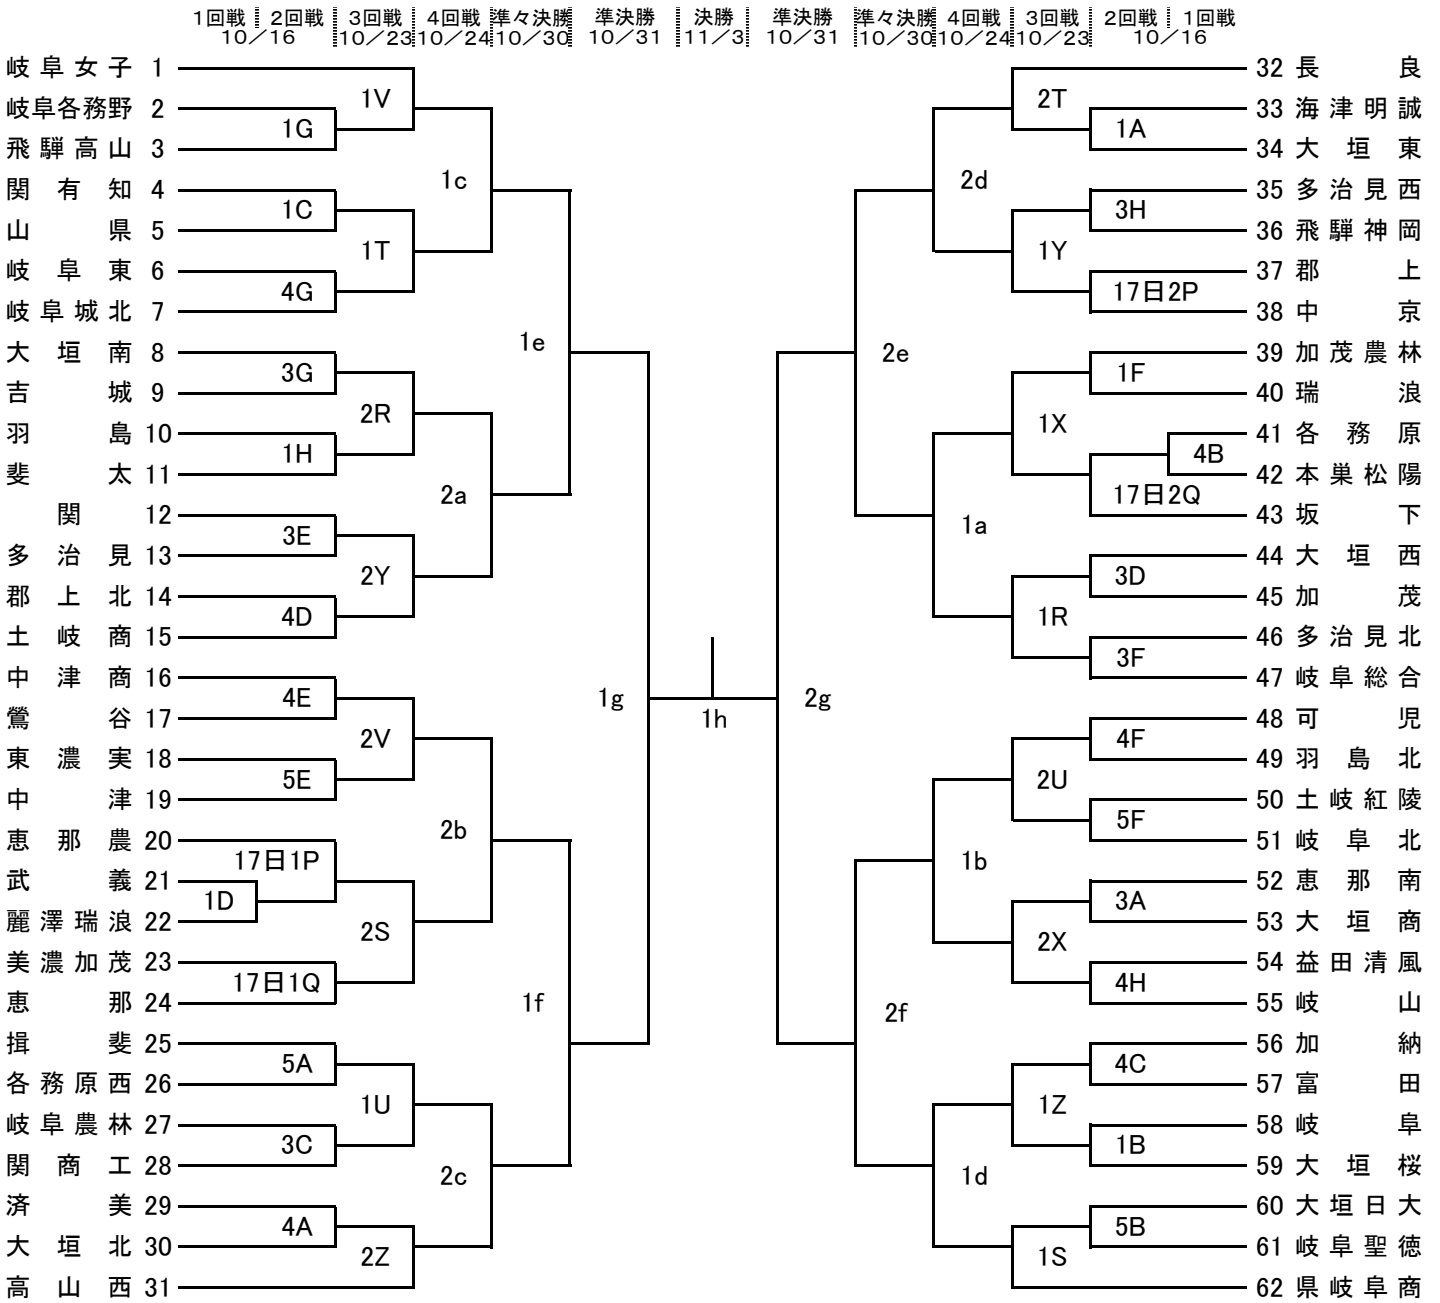 1回戦 2回戦 3回戦 4回戦 準々決勝 準決勝 決勝 準決勝 準々決勝 4回戦 3回戦 2回戦 1回戦
10／16 10／23 10／24 10／30 10／31 11／3 10／31 10／30 10／24 10／23 10／16
岐阜女子 1
岐阜各務野 2
飛騨高山 3
関有知 4
山県 5
岐阜東 6
岐阜城北 7
大垣南 8
吉城 9
羽島 10
斐太 11
関 12
多治見 13
郡上北 14
土岐商 15
中津商 16
鶯谷 17
東濃実 18
中津 19
恵那農 20
武義 21
麗澤瑞浪 22
美濃加茂 23
恵那 24
揖斐 25
各務原西 26
岐阜農林 27
関商工 28
済美 29
大垣北 30
高山西 31
1V
1G
1c
1C
1T
4G
1e
3G
2R
1H
2a
3E
2Y
4D
1g
4E
2V
5E
2b
17日1P
1D
2S
17日1Q
1f
5A
1U
3C
2c
4A
2Z
1h
2T
1A
2d
3H
1Y
17日2P
2e
1F
1X
4B
17日2Q
1a
3D
1R
3F
2g
4F
2U
5F
1b
3A
2X
4H
2f
4C
1Z
1B
1d
5B
1S
32 長良
33 海津明誠
34 大垣東
35 多治見西
36 飛騨神岡
37 郡上
38 中京
39 加茂農林
40 瑞浪
41 各務原
42 本巣松陽
43 坂下
44 大垣西
45 加茂
46 多治見北
47 岐阜総合
48 可児
49 羽島北
50 土岐紅陵
51 岐阜北
52 恵那南
53 大垣商
54 益田清風
55 岐山
56 加納
57 富田
58 岐阜
59 大垣桜
60 大垣日大
61 岐阜聖徳
62 県岐阜商